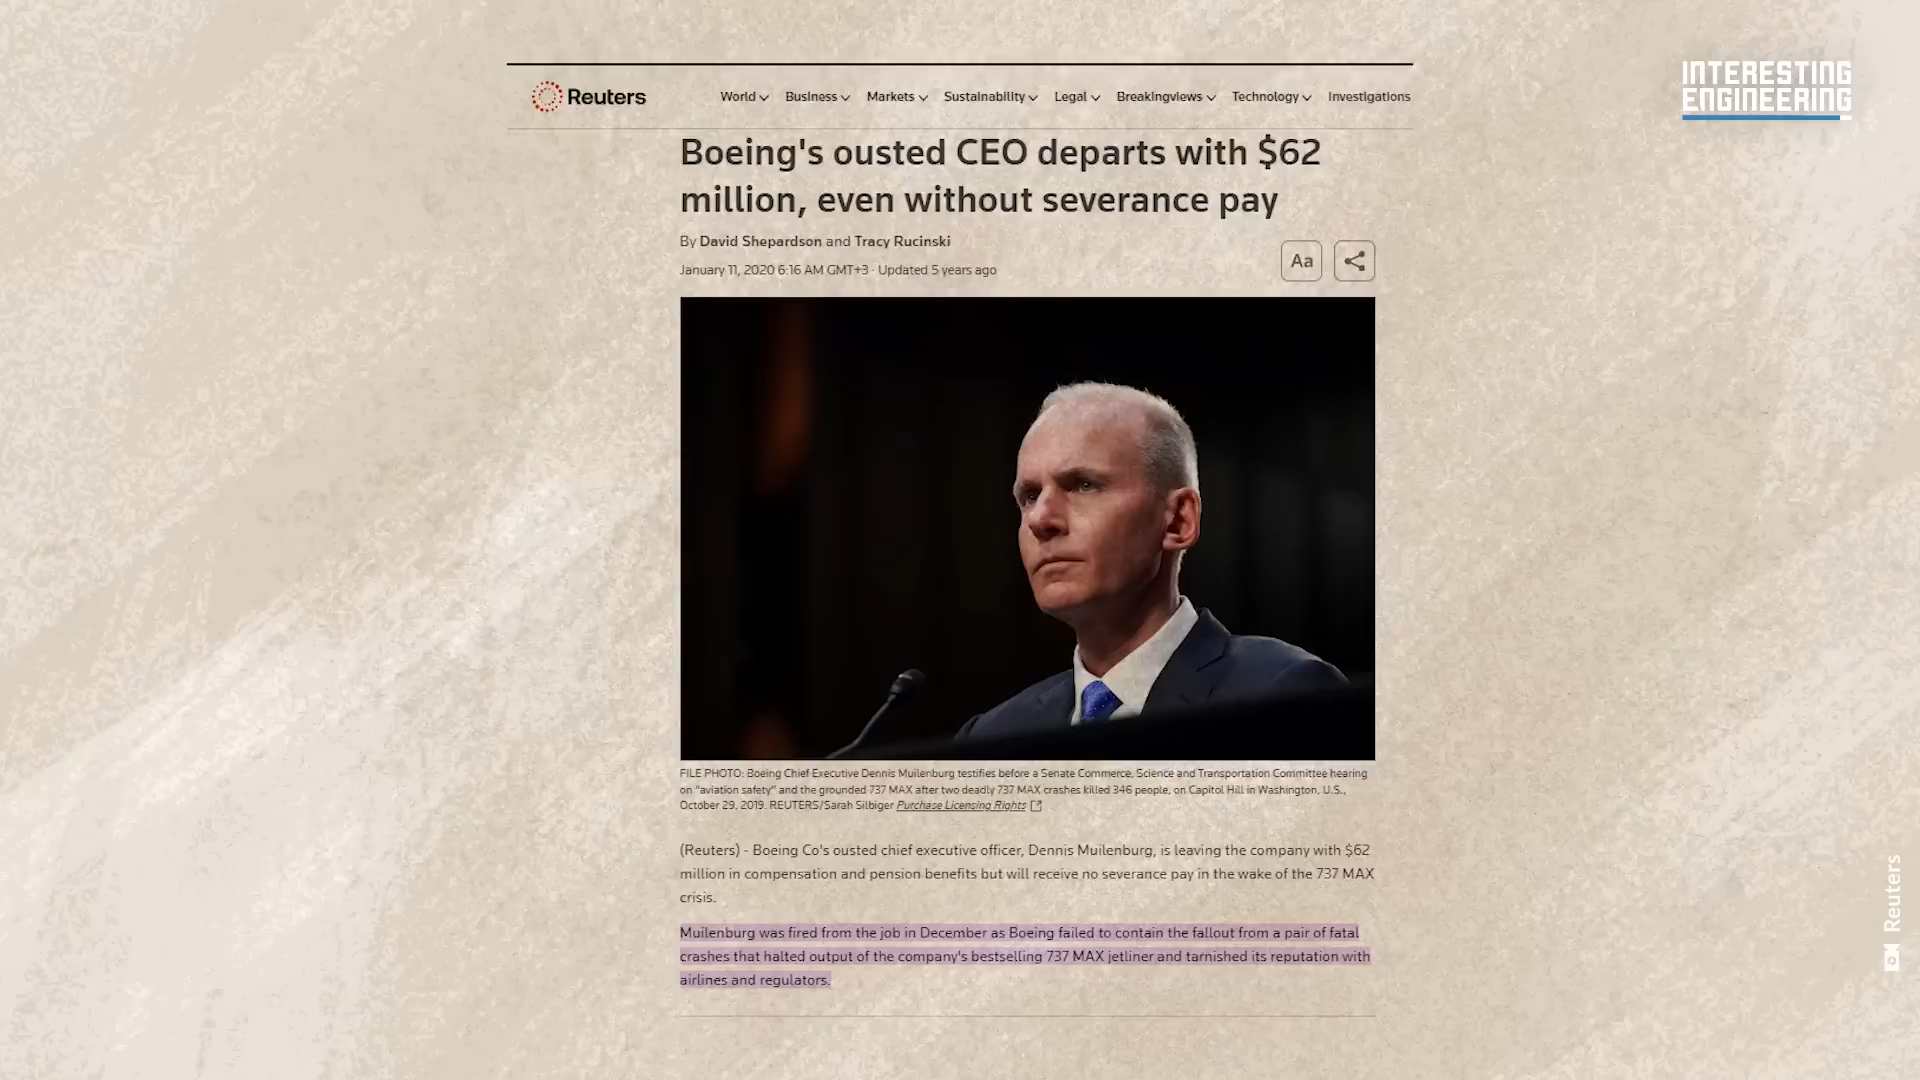 INTERESTING
ENGINEERING
Reuters
World Business Markets Sustainability Legal Breakingviews Technology Investigations
Boeing's ousted CEO departs with $62
million, even without severance pay
By David Shepardson and Tracy Rucinski
January 11, 2020 6:16 AM GMT+3 · Updated 5 years ago
Aa
FILE PHOTO: Boeing Chief Executive Dennis Muilenburg testifies before a Senate Commerce, Science and Transportation Committee hearing
on "aviation safety" and the grounded 737 MAX after two deadly 737 MAX crashes killed 346 people, on Capitol Hill in Washington, U.S.,
October 29, 2019. REUTERS/Sarah Silbiger Purchase Licensing Rights
(Reuters) - Boeing Co's ousted chief executive officer, Dennis Muilenburg, is leaving the company with $62
million in compensation and pension benefits but will receive no severance pay in the wake of the 737 MAX
crisis.
Muilenburg was fired from the job in December as Boeing failed to contain the fallout from a pair of fatal
crashes that halted output of the company's bestselling 737 MAX jetliner and tarnished its reputation with
airlines and regulators.
Reuters